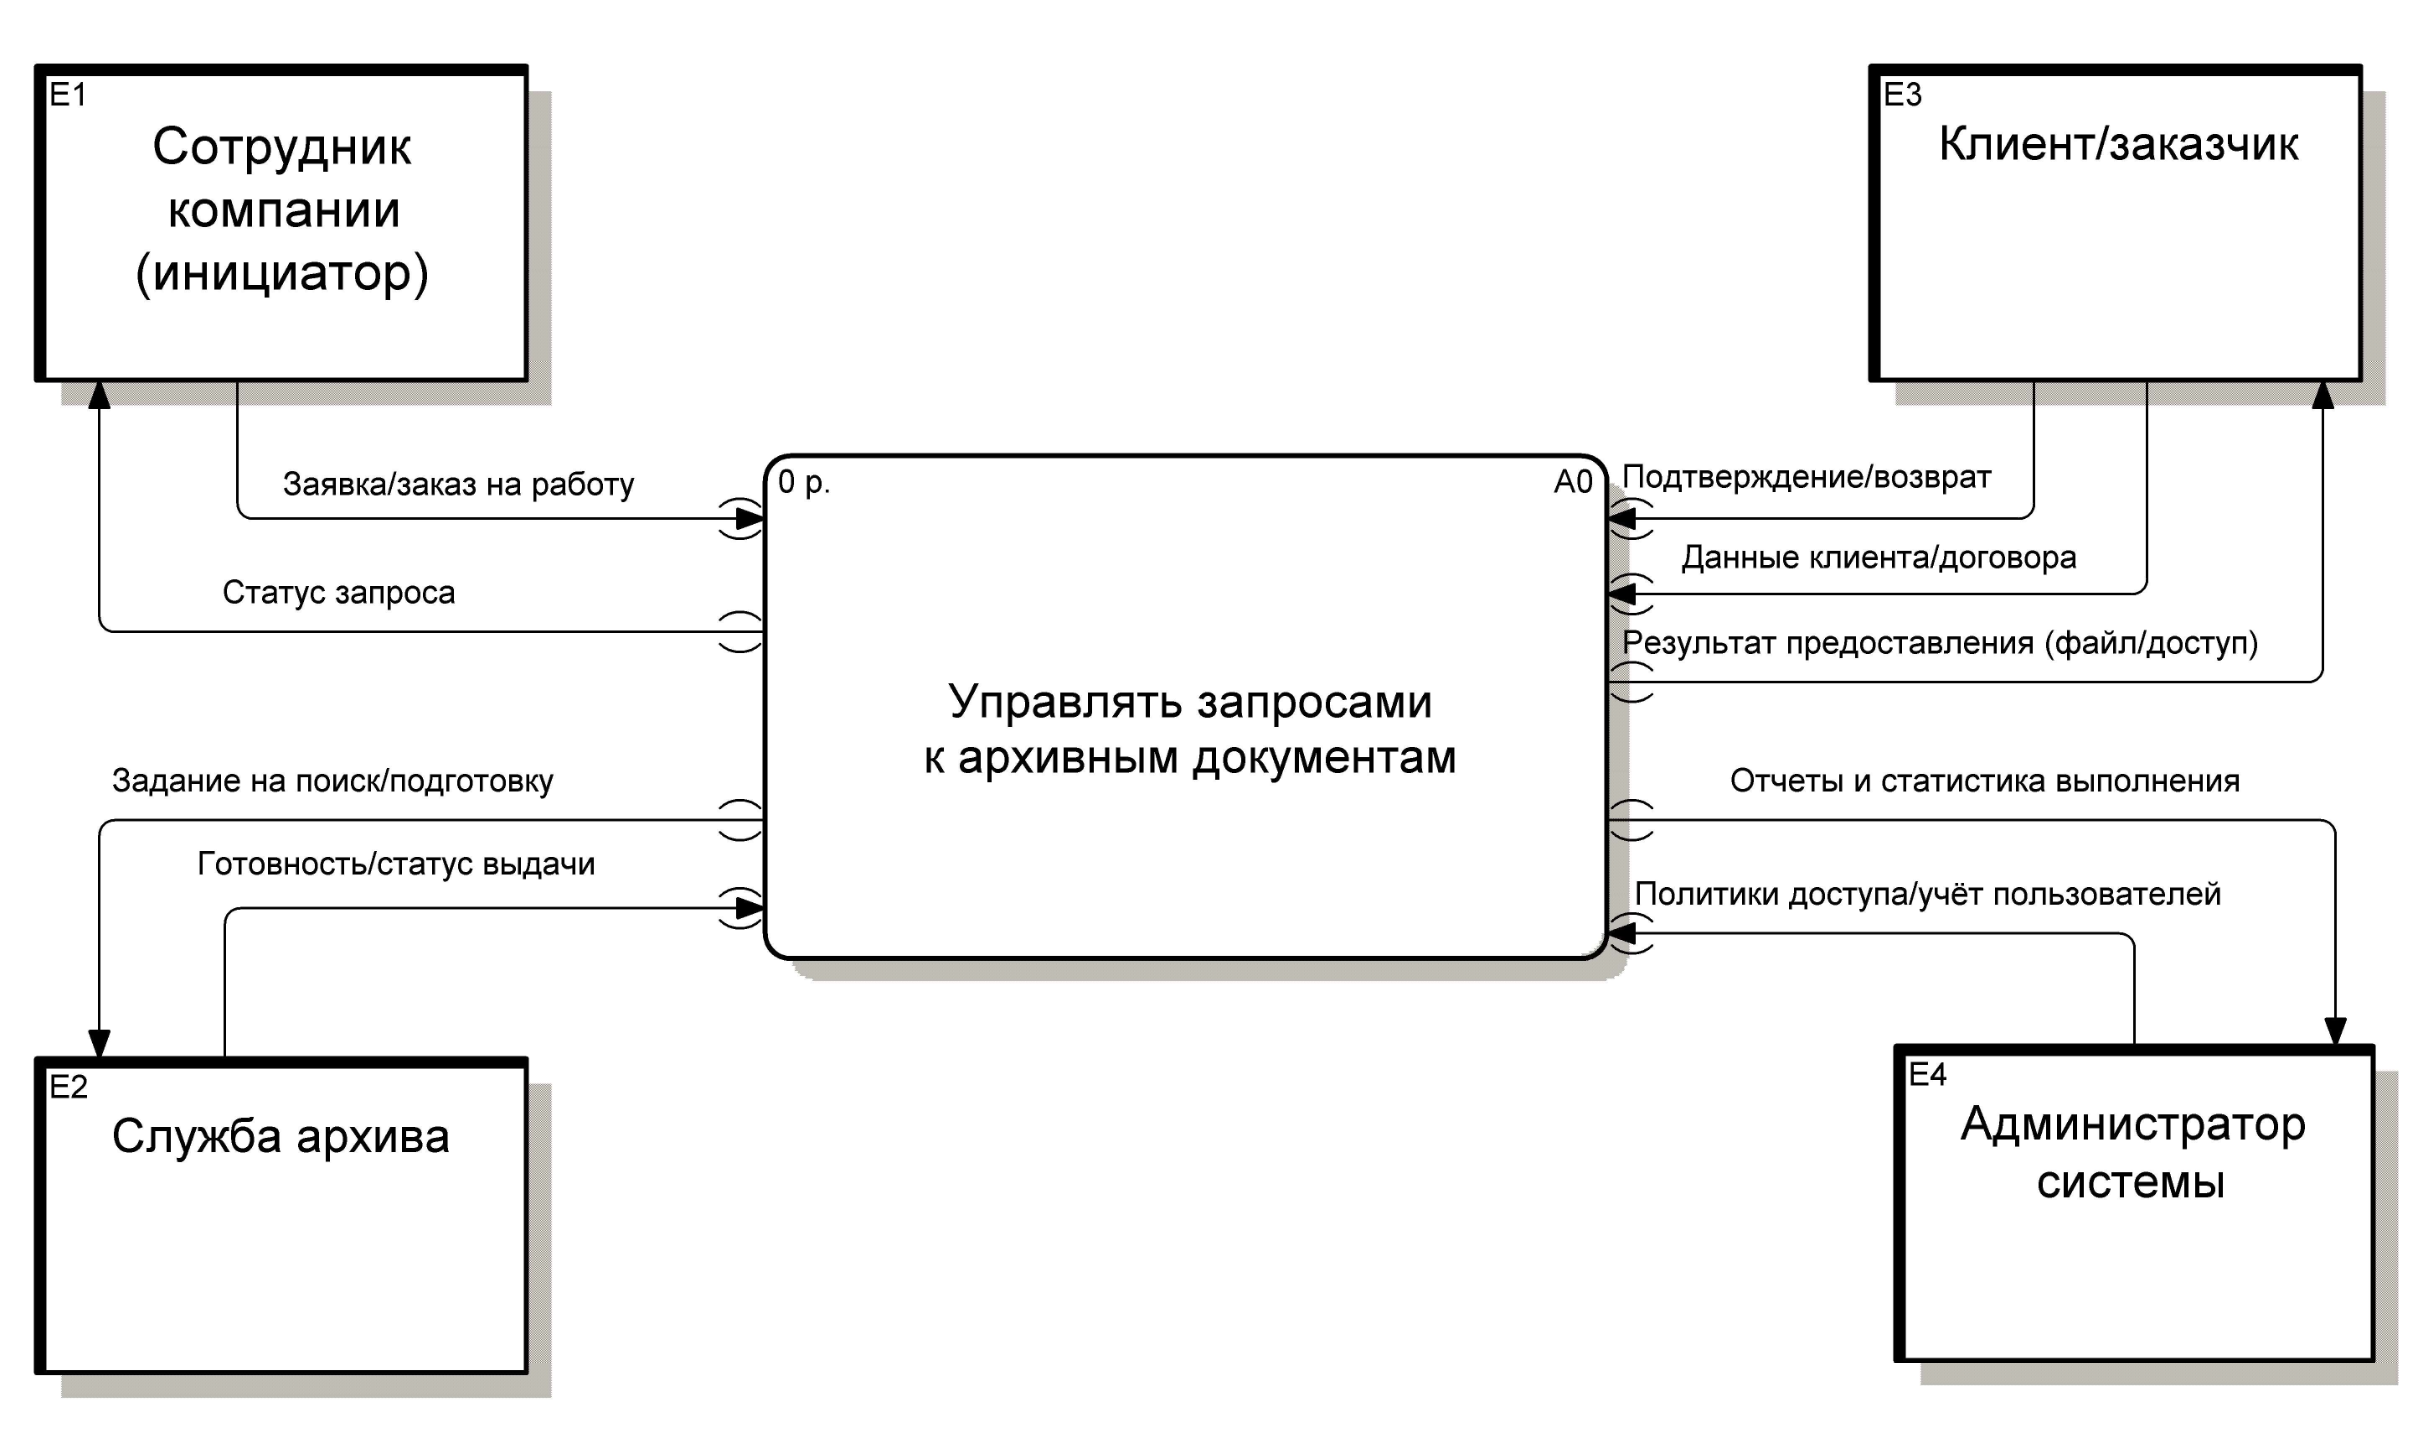 E1
Сотрудник
компании
(инициатор)
E3
Клиент/заказчик
Заявка/заказ на работу
Статус запроса
0 р.
A0
Управлять запросами
к архивным документам
Подтверждение/возврат
Данные клиента/договора
Результат предоставления (файл/доступ)
Задание на поиск/подготовку
Готовность/статус выдачи
Отчеты и статистика выполнения
Политики доступа/учёт пользователей
E2
Служба архива
E4
Администратор
системы